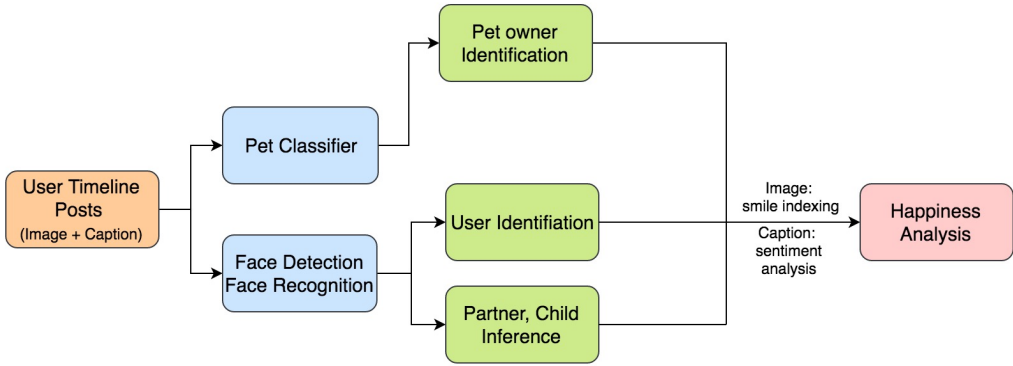 Pet owner
Identification
Pet Classifier
User Timeline
Posts
(Image + Caption)
User Identifiation
Face Detection
Face Recognition
Partner, Child
Inference
Image:
smile indexing
Caption:
sentiment
analysis
Happiness
Analysis